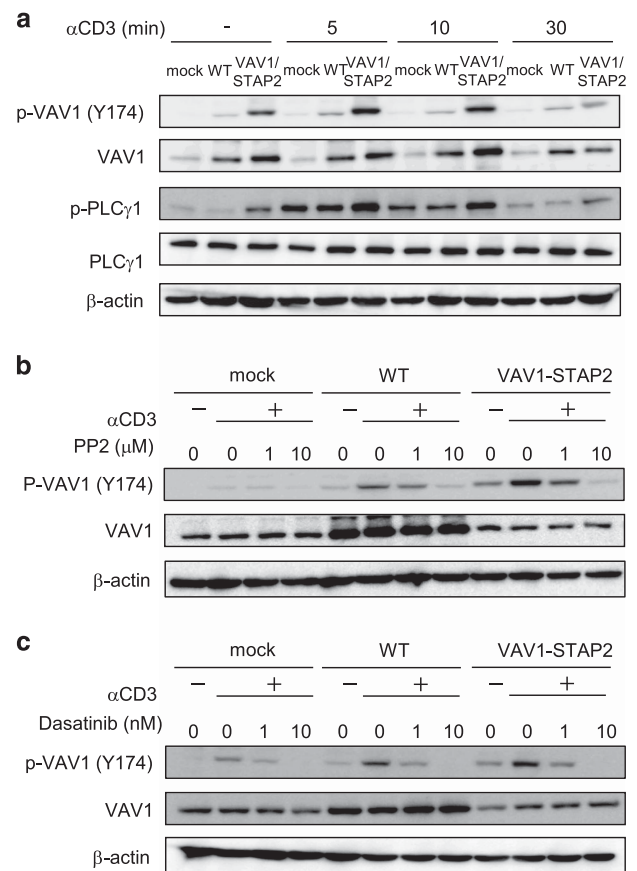 a
αCD3 (min) - 5 10 30
mock WT VAV1/STAP2 mock WT VAV1/STAP2 mock WT VAV1/STAP2 mock WT VAV1/STAP2
p-VAV1 (Y174)
VAV1
p-PLCγ1
PLCγ1
β-actin
b
mock WT VAV1-STAP2
αCD3 − + − + − +
PP2 (μM) 0 0 1 10 0 0 1 10 0 0 1 10
P-VAV1 (Y174)
VAV1
β-actin
c
mock WT VAV1-STAP2
αCD3 − + − + − +
Dasatinib (nM) 0 0 1 10 0 0 1 10 0 0 1 10
p-VAV1 (Y174)
VAV1
β-actin